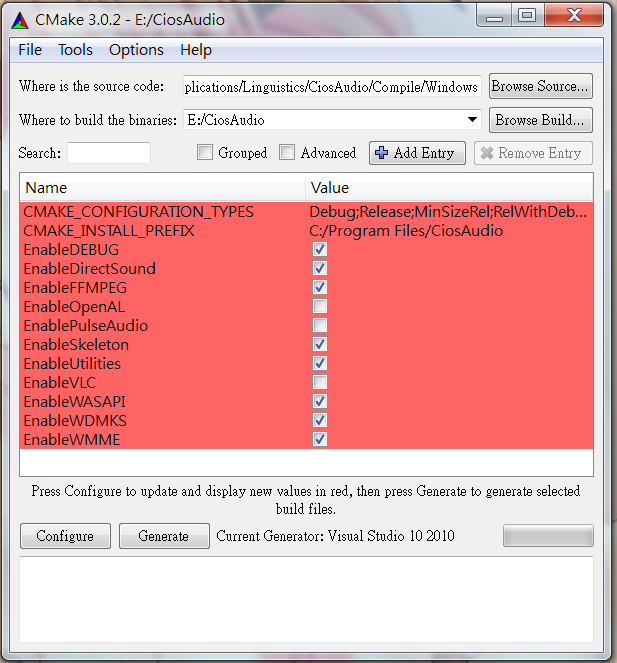 CMake 3.0.2 - E:/CiosAudio
File Tools Options Help
Where is the source code: plications/Linguistics/CiosAudio/Compile/Windows Browse Source...
Where to build the binaries: E:/CiosAudio Browse Build...
Search: Grouped Advanced Add Entry Remove Entry
Name Value
CMAKE_CONFIGURATION_TYPES Debug;Release;MinSizeRel;RelWithDeb...
CMAKE_INSTALL_PREFIX C:/Program Files/CiosAudio
EnableDEBUG
EnableDirectSound
EnableFFMPEG
EnableOpenAL
EnablePulseAudio
EnableSkeleton
EnableUtilities
EnableVLC
EnableWASAPI
EnableWDMKS
EnableWMME
Press Configure to update and display new values in red, then press Generate to generate selected
build files.
Configure Generate Current Generator: Visual Studio 10 2010